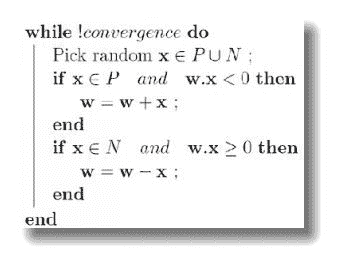 while !convergence do
Pick random x ∈ P ∪ N ;
if x ∈ P and w.x < 0 then
w = w + x ;
end
if x ∈ N and w.x ≥ 0 then
w = w − x ;
end
end